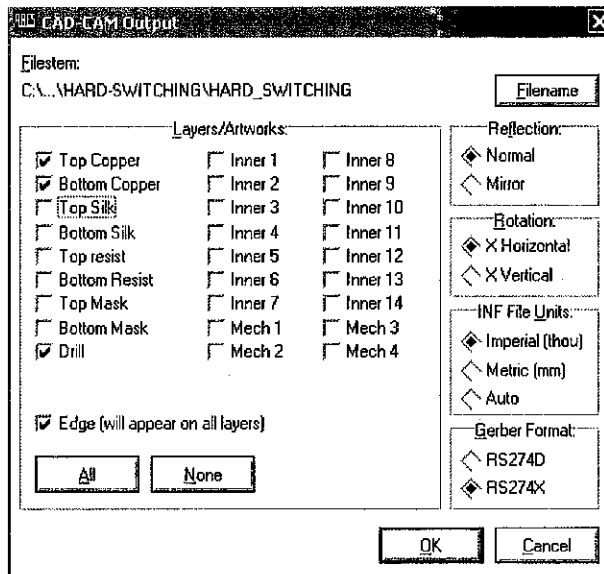 CAD-CAM Output
Filestem:
C:\...\HARD-SWITCHING\HARD_SWITCHING
Filename
Layers/Artworks:
Top Copper
Bottom Copper
Top Silk
Bottom Silk
Top resist
Bottom Resist
Top Mask
Bottom Mask
Drill
Inner 1
Inner 2
Inner 3
Inner 4
Inner 5
Inner 6
Inner 7
Mech 1
Mech 2
Inner 8
Inner 9
Inner 10
Inner 11
Inner 12
Inner 13
Inner 14
Mech 3
Mech 4
Edge (will appear on all layers)
All
None
Reflection:
Normal
Mirror
Rotation:
X Horizontal
X Vertical
INF File Units:
Imperial (thou)
Metric (mm)
Auto
Gerber Format:
RS274D
RS274X
OK
Cancel